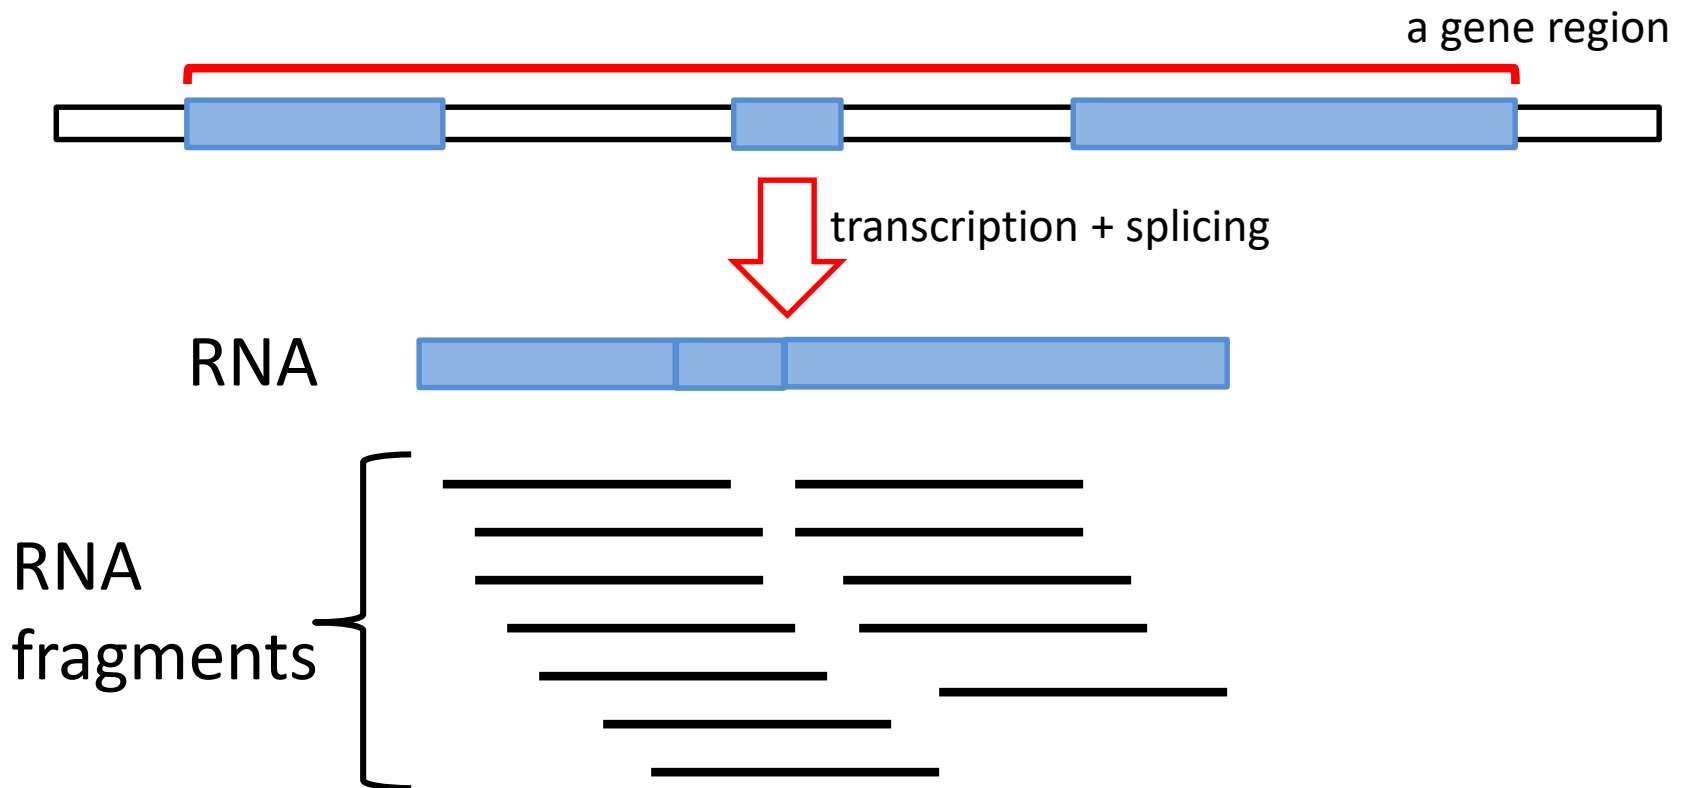 a gene region
transcription + splicing
RNA
RNA
fragments